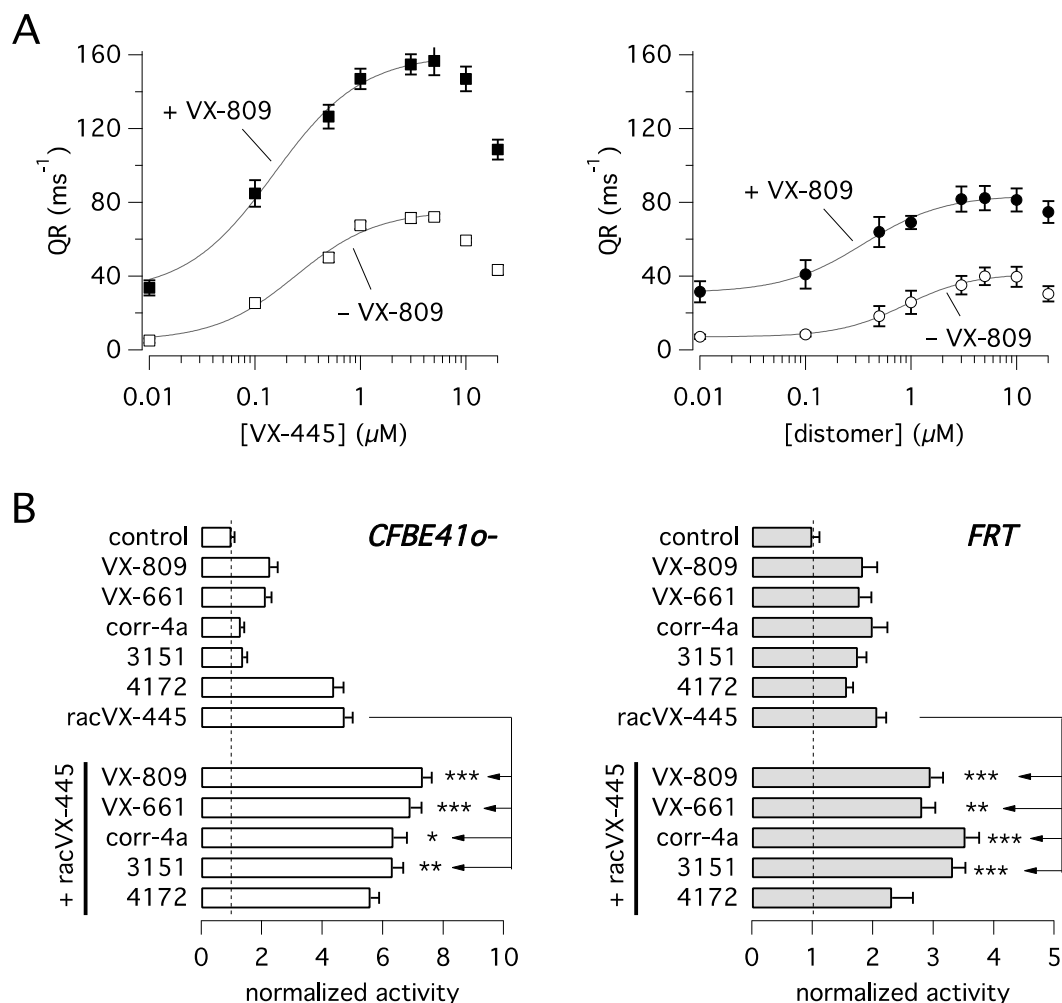 A
160
120
80
40
0
QR (ms-1)
+ VX-809
– VX-809
0.01
0.1
1
10
[VX-445] (µM)
160
120
80
40
0
QR (ms-1)
+ VX-809
– VX-809
0.01
0.1
1
10
[distomer] (µM)
B
CFBE41o-
control
VX-809
VX-661
corr-4a
3151
4172
racVX-445
+ racVX-445
VX-809 ***
VX-661 ***
corr-4a *
3151 **
4172
0 2 4 6 8 10
normalized activity
FRT
control
VX-809
VX-661
corr-4a
3151
4172
racVX-445
+ racVX-445
VX-809 ***
VX-661 **
corr-4a ***
3151 ***
4172
0 1 2 3 4 5
normalized activity